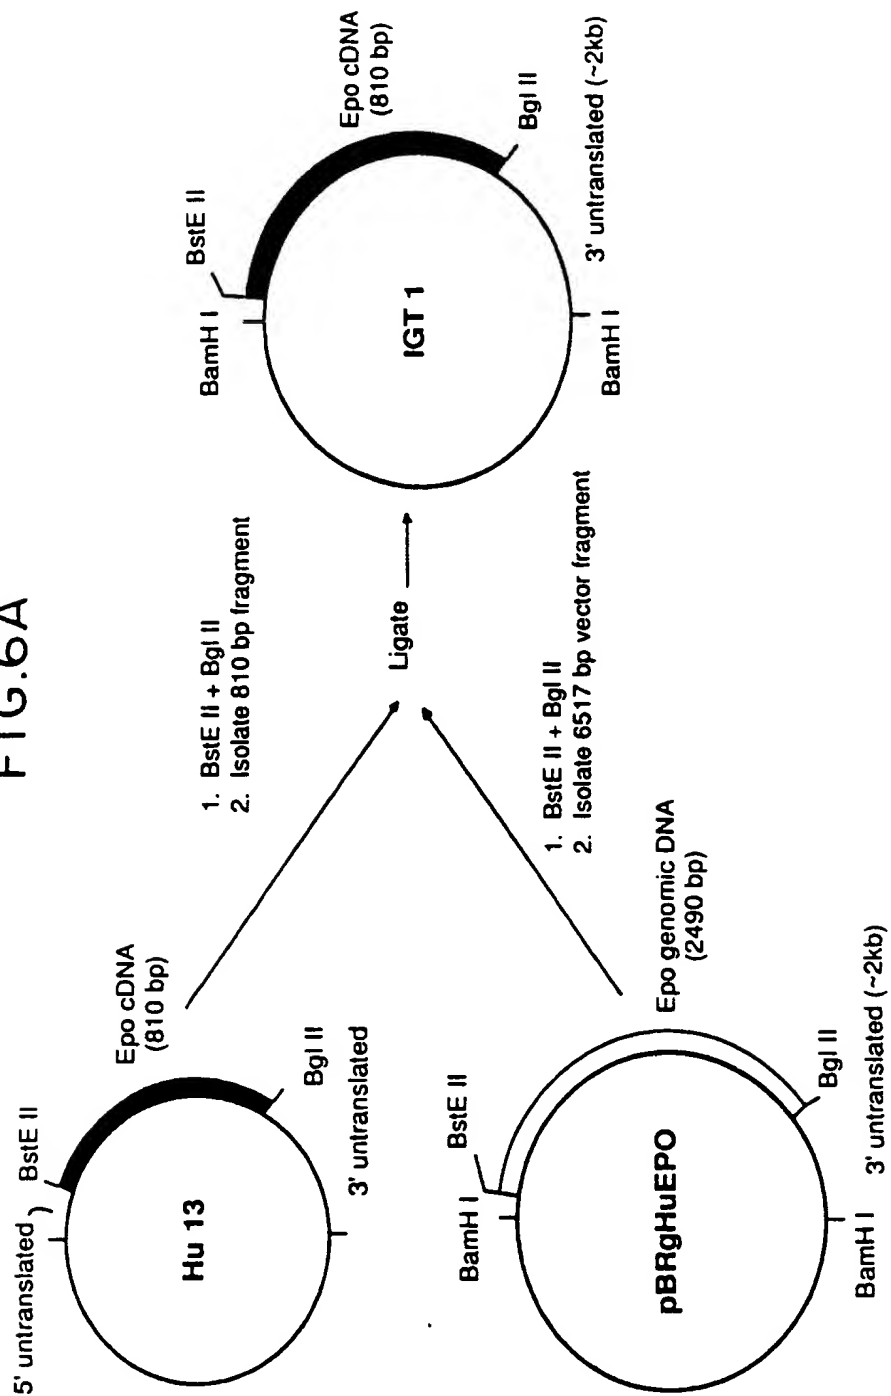 FIG.6A
5' untranslated
BstE II
Epo cDNA
(810 bp)
Hu 13
Bgl II
3' untranslated
1. BstE II + Bgl II
2. Isolate 810 bp fragment
Ligate
BamH I
BstE II
pBRgHuEPO
Epo genomic DNA
(2490 bp)
Bgl II
BamH I
3' untranslated (~2kb)
1. BstE II + Bgl II
2. Isolate 6517 bp vector fragment
BamH I
BstE II
Epo cDNA
(810 bp)
IGT 1
Bgl II
BamH I
3' untranslated (~2kb)